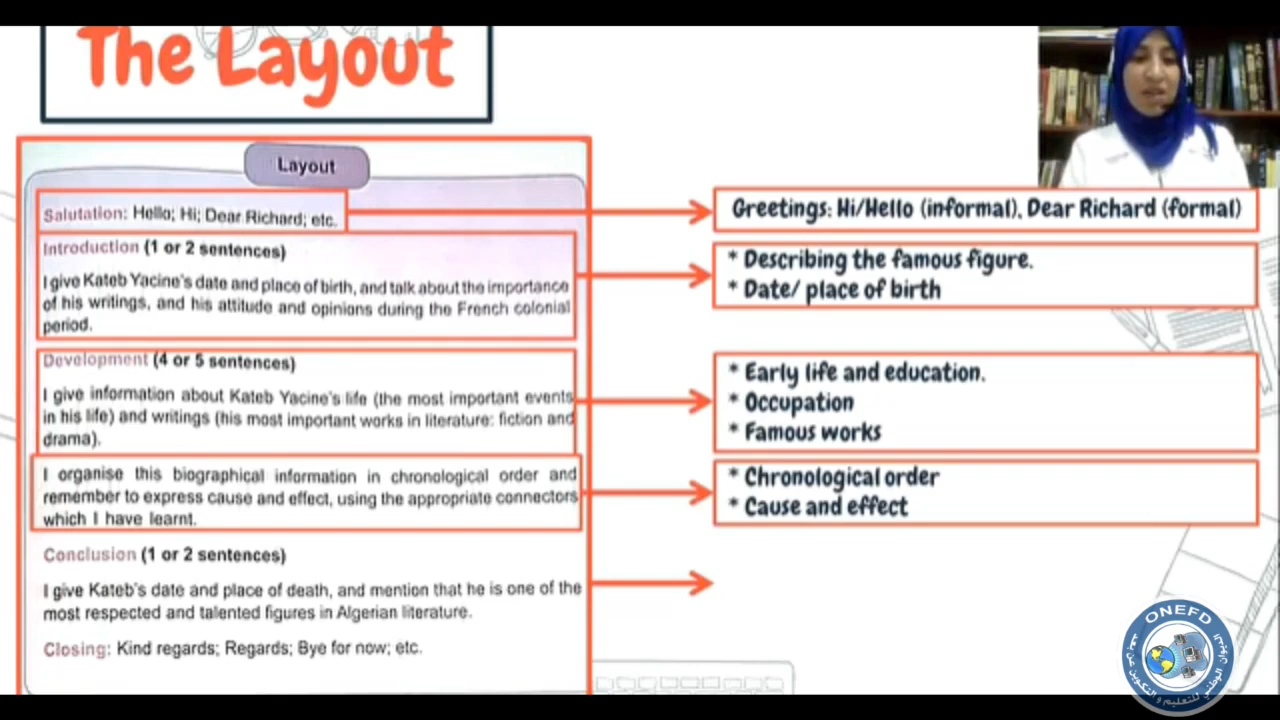 The Layout
Layout
Salutation: Hello; Hi; Dear Richard; etc.
Introduction (1 or 2 sentences)
I give Kateb Yacine's date and place of birth, and talk about the importance
of his writings, and his attitude and opinions during the French colonial
period.
Development (4 or 5 sentences)
I give information about Kateb Yacine's life (the most important events
in his life) and writings (his most important works in literature: fiction and
drama).
I organise this biographical information in chronological order and
remember to express cause and effect, using the appropriate connectors
which I have learnt.
Conclusion (1 or 2 sentences)
I give Kateb's date and place of death, and mention that he is one of the
most respected and talented figures in Algerian literature.
Closing: Kind regards; Regards; Bye for now; etc.
Greetings: Hi/Hello (informal), Dear Richard (formal)
* Describing the famous figure.
* Date/ place of birth
* Early life and education.
* Occupation
* Famous works
* Chronological order
* Cause and effect
ONEFD